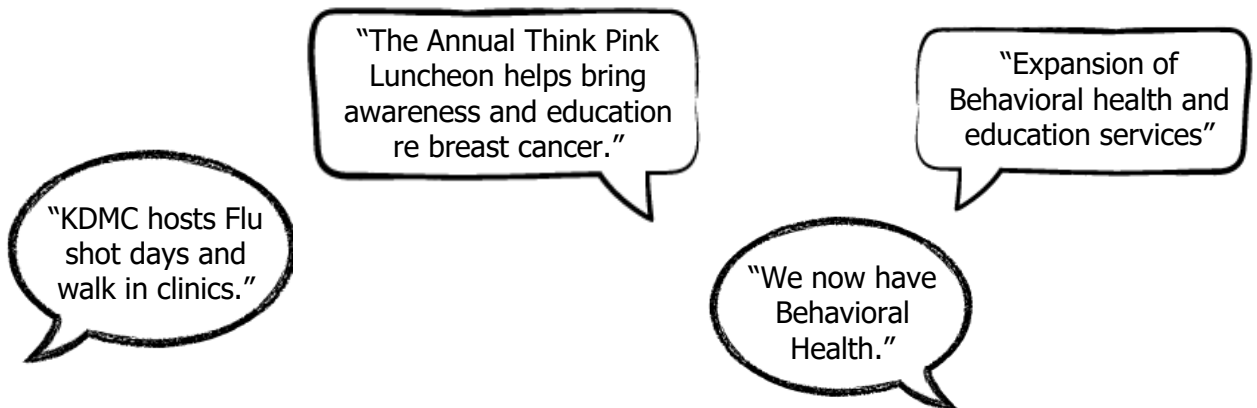 “The Annual Think Pink
Luncheon helps bring
awareness and education
re breast cancer.”
“Expansion of
Behavioral health and
education services”
“KDMC hosts Flu
shot days and
walk in clinics.”
“We now have
Behavioral
Health.”